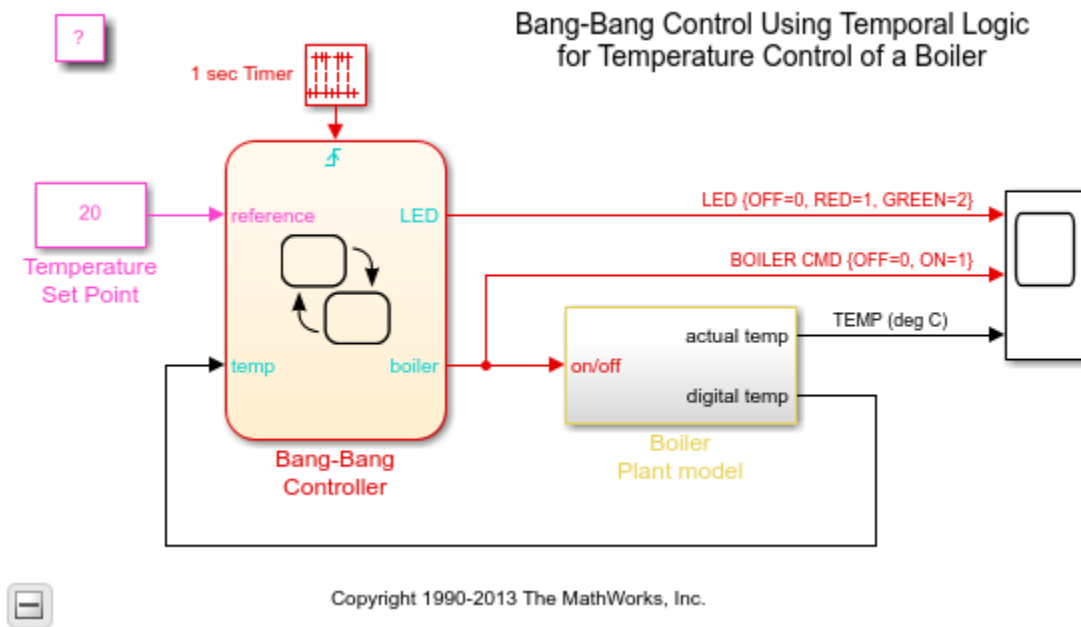 ?
Bang-Bang Control Using Temporal Logic
for Temperature Control of a Boiler
1 sec Timer
20
Temperature
Set Point
reference
LED
temp
boiler
Bang-Bang
Controller
LED {OFF=0, RED=1, GREEN=2}
BOILER CMD {OFF=0, ON=1}
TEMP (deg C)
on/off
actual temp
digital temp
Boiler
Plant model
Copyright 1990-2013 The MathWorks, Inc.